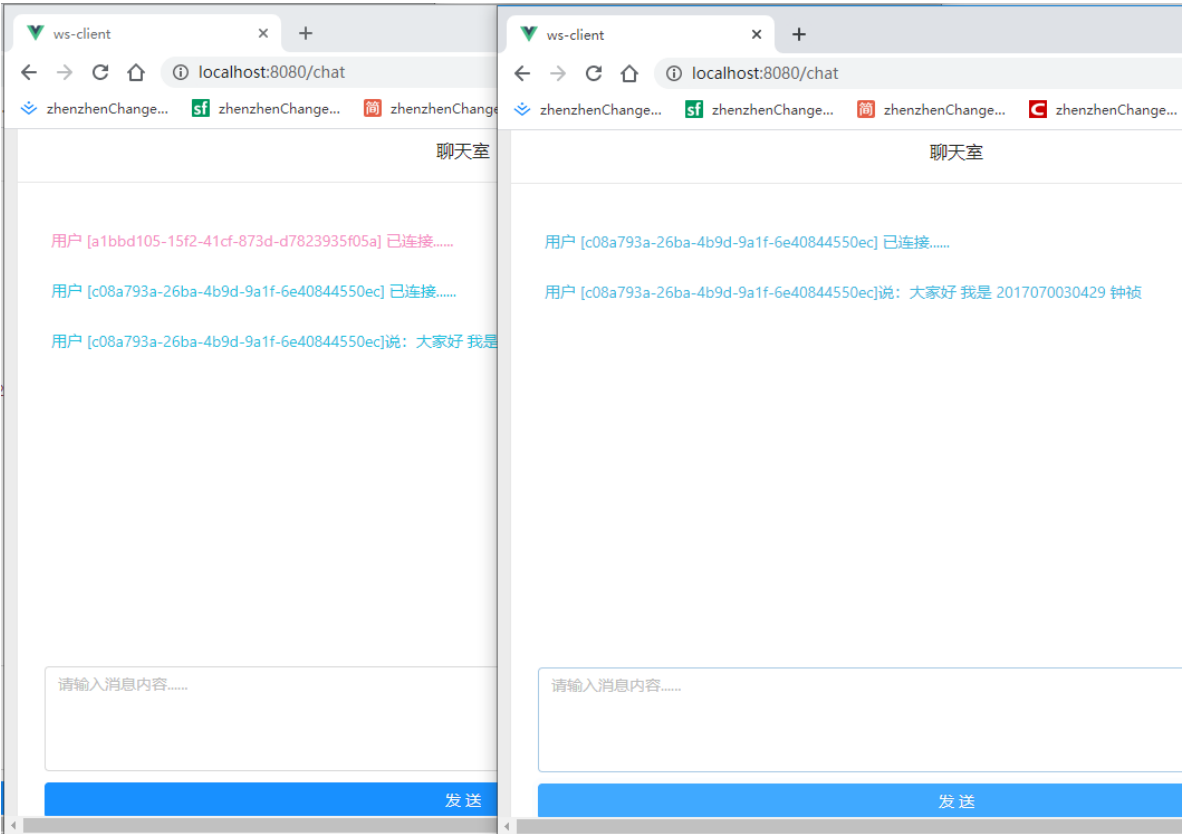 ws-client
localhost:8080/chat
zhenzhenChange... sf zhenzhenChange... 简 zhenzhenChange
聊天室
用户 [a1bbd105-15f2-41cf-873d-d7823935f05a] 已连接......
用户 [c08a793a-26ba-4b9d-9a1f-6e40844550ec] 已连接......
用户 [c08a793a-26ba-4b9d-9a1f-6e40844550ec]说：大家好 我是
请输入消息内容......
发 送
ws-client
localhost:8080/chat
zhenzhenChange... sf zhenzhenChange... 简 zhenzhenChange... C zhenzhenChange...
聊天室
用户 [c08a793a-26ba-4b9d-9a1f-6e40844550ec] 已连接......
用户 [c08a793a-26ba-4b9d-9a1f-6e40844550ec]说：大家好 我是 2017070030429 钟祯
请输入消息内容......
发 送